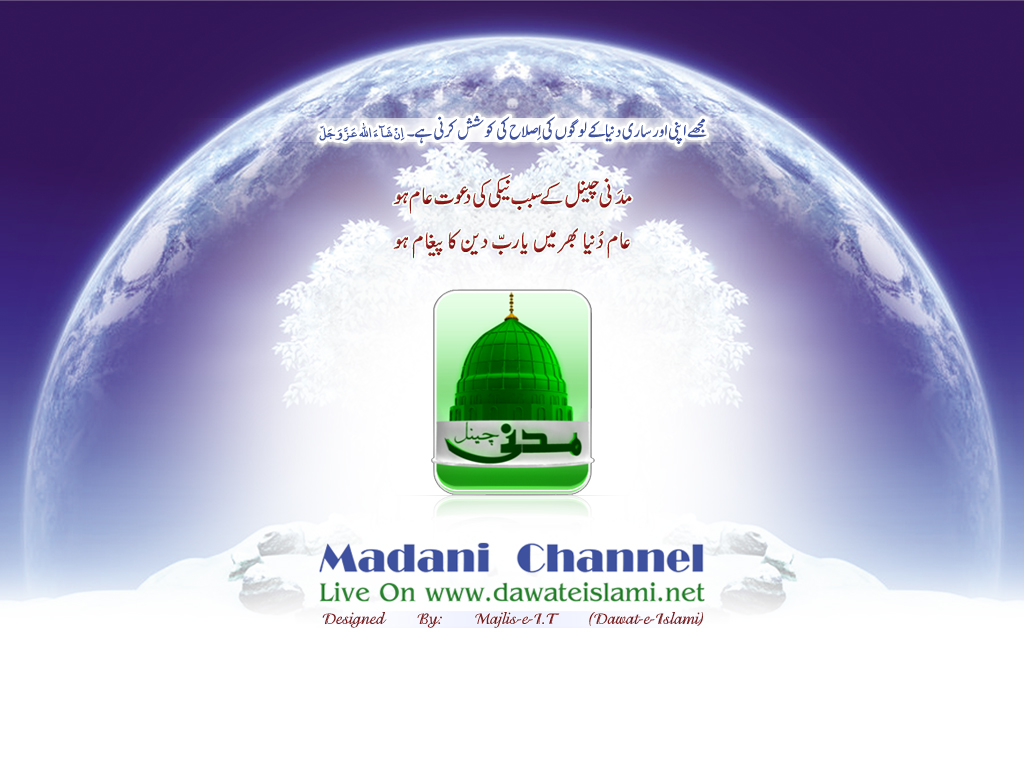 مجھے اپنی اور ساری دنیا کے لوگوں کی اِصلاح کی کوشش کرنی ہے۔ اِنْ شَآءَ اللہ عَزَّوَجَلَّ
مدَنی چینل کے سبب نیکی کی دعوت عام ہو
عام دُنیا بھر میں یاربّ دین کا پیغام ہو
مدنی چینل
Madani Channel
Live On www.dawateislami.net
Designed By: Majlis-e-I.T (Dawat-e-Islami)